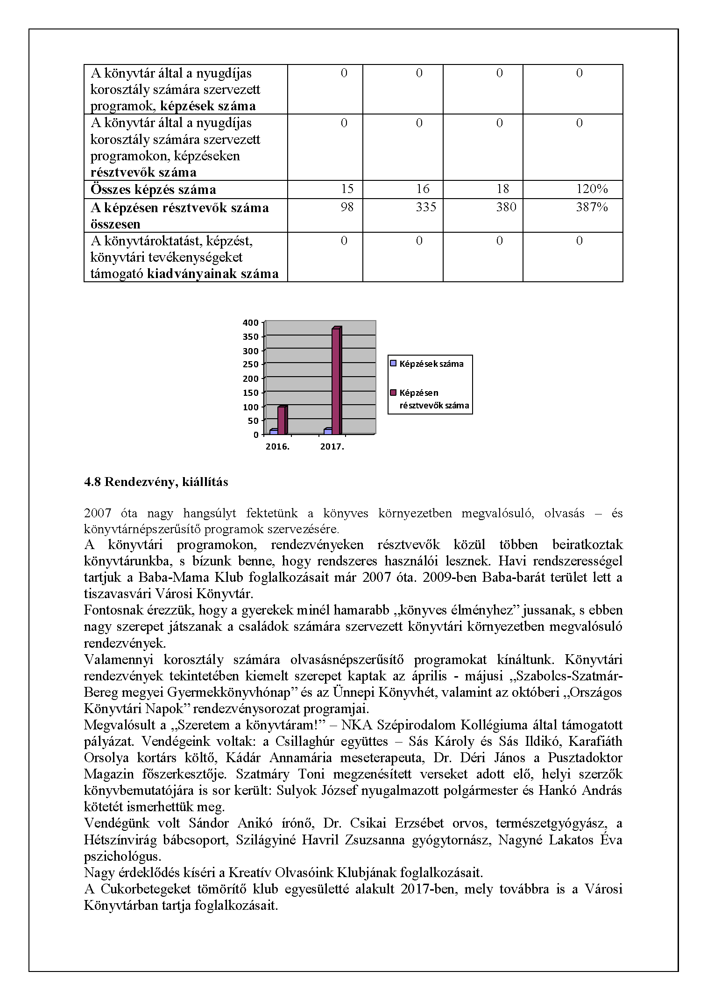 A könyvtár által a nyugdíjas
korosztály számára szervezett
programok, képzések száma
0 0 0 0
A könyvtár által a nyugdíjas
korosztály számára szervezett
programokon, képzéseken
résztvevők száma
0 0 0 0
Összes képzés száma 15 16 18 120%
A képzésen résztvevők száma
összesen
98 335 380 387%
A könyvtároktatást, képzést,
könyvtári tevékenységeket
támogató kiadványainak száma
0 0 0 0
400
350
300
250
200
150
100
50
0
2016. 2017.
Képzések száma
Képzésen
résztvevők száma
4.8 Rendezvény, kiállítás
2007 óta nagy hangsúlyt fektetünk a könyves környezetben megvalósuló, olvasás – és
könyvtárnépszerűsítő programok szervezésére.
A könyvtári programokon, rendezvényeken résztvevők közül többen beiratkoztak
könyvtárunkba, s bízunk benne, hogy rendszeres használói lesznek. Havi rendszerességel
tartjuk a Baba-Mama Klub foglalkozásait már 2007 óta. 2009-ben Baba-barát terület lett a
tiszavasvári Városi Könyvtár.
Fontosnak érezzük, hogy a gyerekek minél hamarabb „könyves élményhez” jussanak, s ebben
nagy szerepet játszanak a családok számára szervezett könyvtári környezetben megvalósuló
rendezvények.
Valamennyi korosztály számára olvasásnépszerűsítő programokat kínáltunk. Könyvtári
rendezvények tekintetében kiemelt szerepet kaptak az április - májusi „Szabolcs-Szatmár-
Bereg megyei Gyermekkönyvhónap” és az Ünnepi Könyvhét, valamint az októberi „Országos
Könyvtári Napok” rendezvénysorozat programjai.
Megvalósult a „Szeretem a könyvtáram!” – NKA Szépirodalom Kollégiuma által támogatott
pályázat. Vendégeink voltak: a Csillaghúr együttes – Sás Károly és Sás Ildikó, Karafiáth
Orsolya kortárs költő, Kádár Annamária meseterapeuta, Dr. Déri János a Pusztadoktor
Magazin főszerkesztője. Szatmáry Toni megzenésített verseket adott elő, helyi szerzők
könyvbemutatójára is sor került: Sulyok József nyugalmazott polgármester és Hankó András
kötetét ismerhettük meg.
Vendégünk volt Sándor Anikó írónő, Dr. Csikai Erzsébet orvos, természetgyógyász, a
Hétszínvirág bábcsoport, Szilágyiné Havril Zsuzsanna gyógytornász, Nagyné Lakatos Éva
pszichológus.
Nagy érdeklődés kíséri a Kreatív Olvasóink Klubjának foglalkozásait.
A Cukorbetegeket tömörítő klub egyesületté alakult 2017-ben, mely továbbra is a Városi
Könyvtárban tartja foglalkozásait.